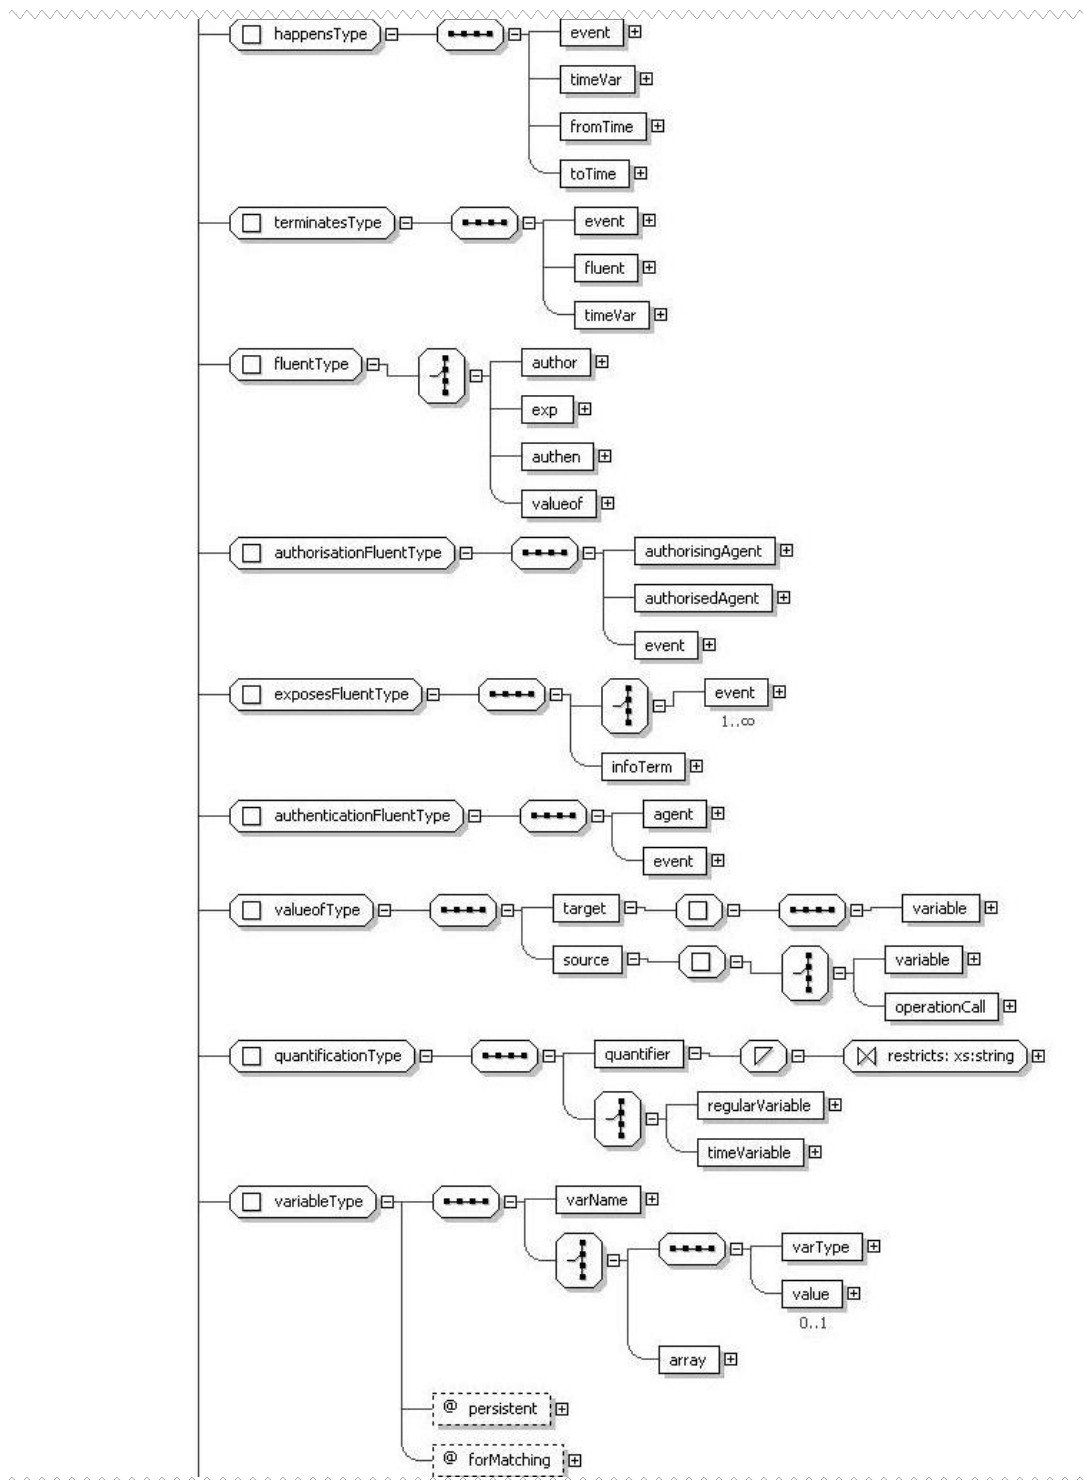 happensType
event
timeVar
fromTime
toTime
terminatesType
event
fluent
timeVar
fluentType
author
exp
authen
valueof
authorisationFluentType
authorisingAgent
authorisedAgent
event
exposesFluentType
event
1..∞
infoTerm
authenticationFluentType
agent
event
valueofType
target
variable
source
variable
operationCall
quantificationType
quantifier
restricts: xs:string
regularVariable
timeVariable
variableType
varName
varType
value
0..1
array
@ persistent
@ forMatching